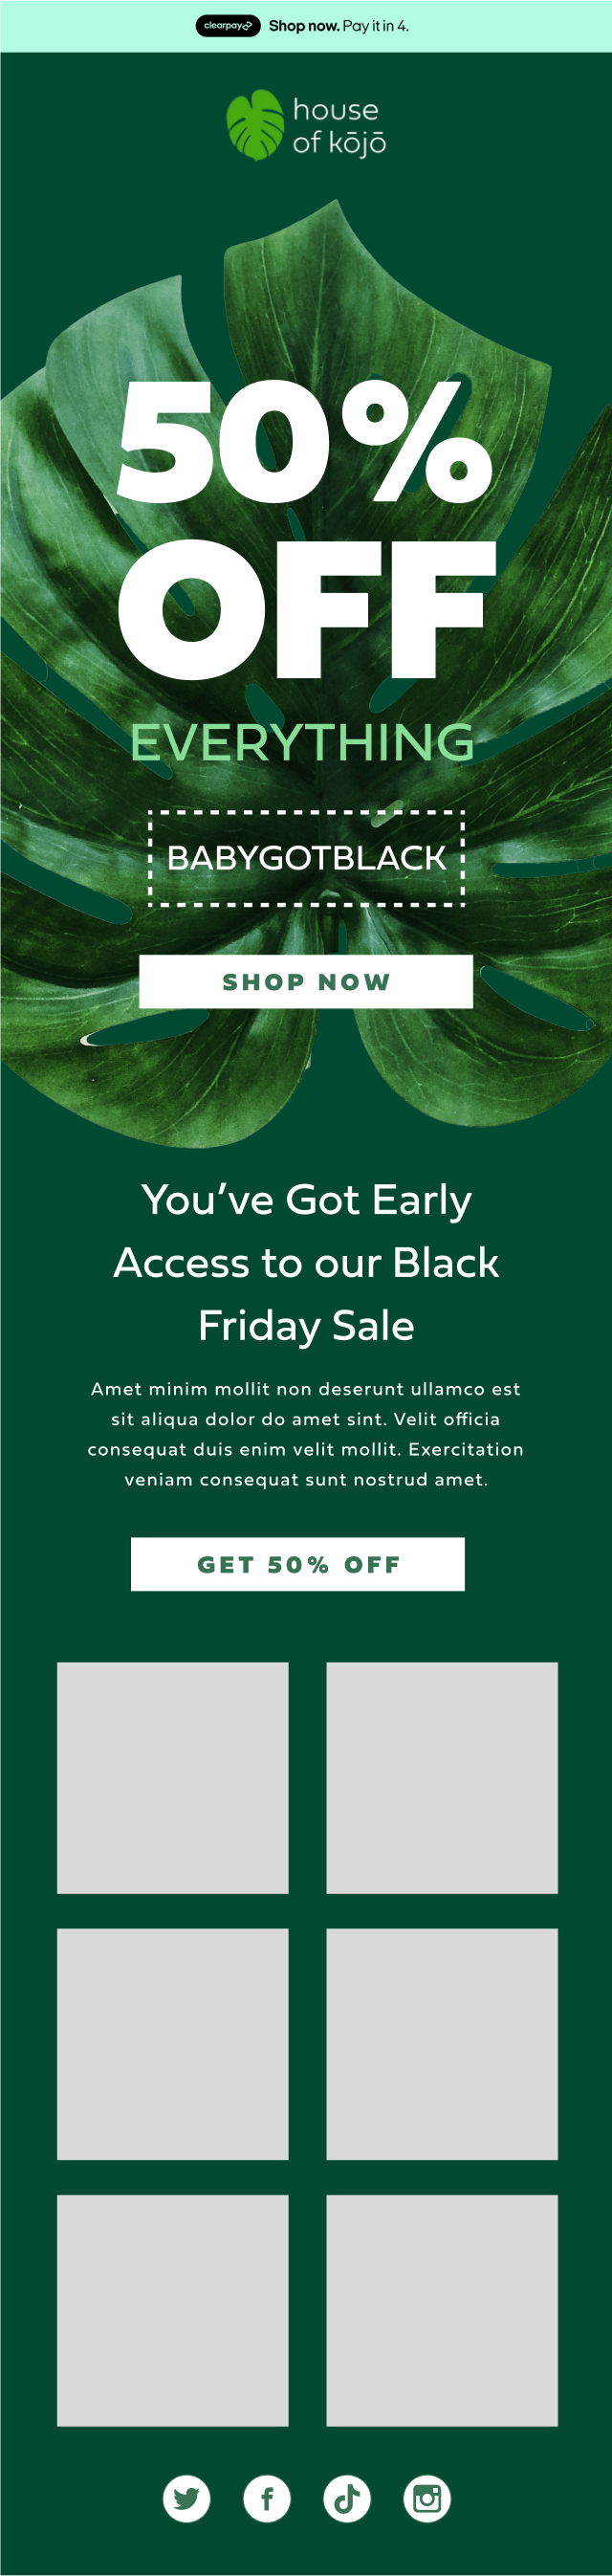 clearpay Shop now. Pay it in 4.
house
of kōjō
50%
OFF
EVERYTHING
BABYGOTBLACK
SHOP NOW
You've Got Early
Access to our Black
Friday Sale
Amet minim mollit non deserunt ullamco est
sit aliqua dolor do amet sint. Velit officia
consequat duis enim velit mollit. Exercitation
veniam consequat sunt nostrud amet.
GET 50% OFF